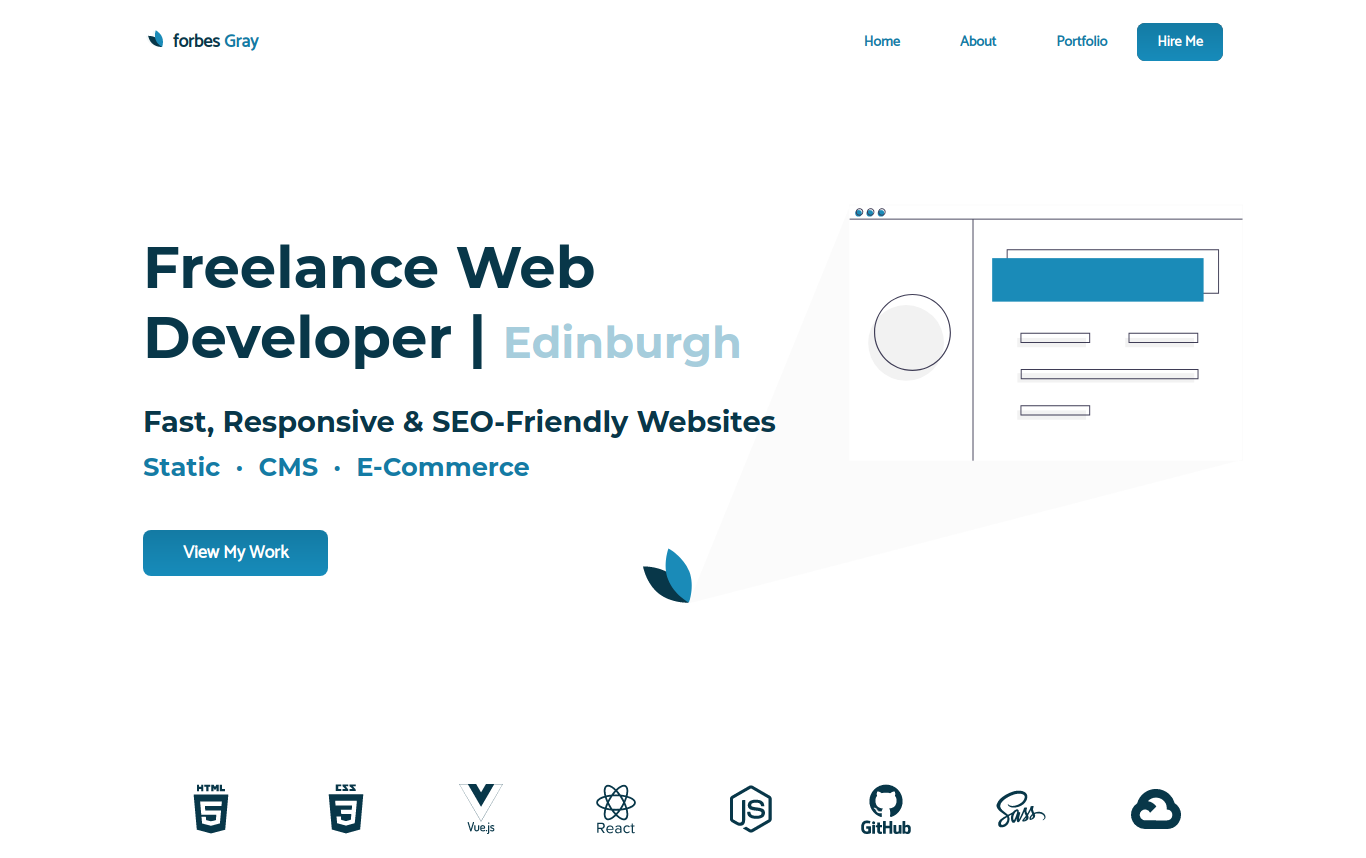 forbes Gray
Home
About
Portfolio
Hire Me
Freelance Web
Developer | Edinburgh
Fast, Responsive & SEO-Friendly Websites
Static · CMS · E-Commerce
View My Work
HTML
5
CSS
3
Vue.js
React
JS
GitHub
Sass